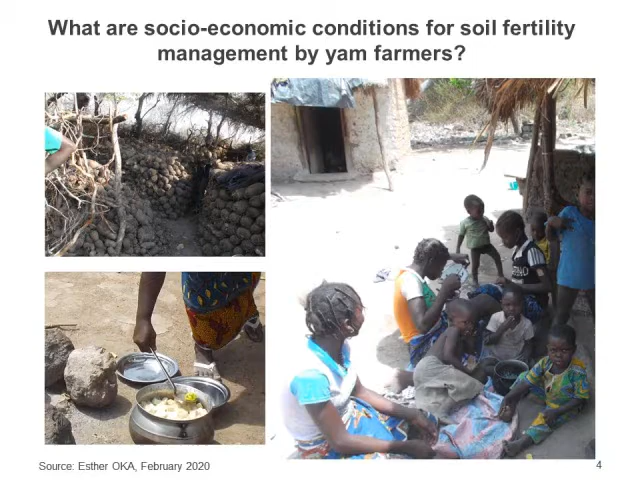 What are socio-economic conditions for soil fertility
management by yam farmers?
Source: Esther OKA, February 2020
4